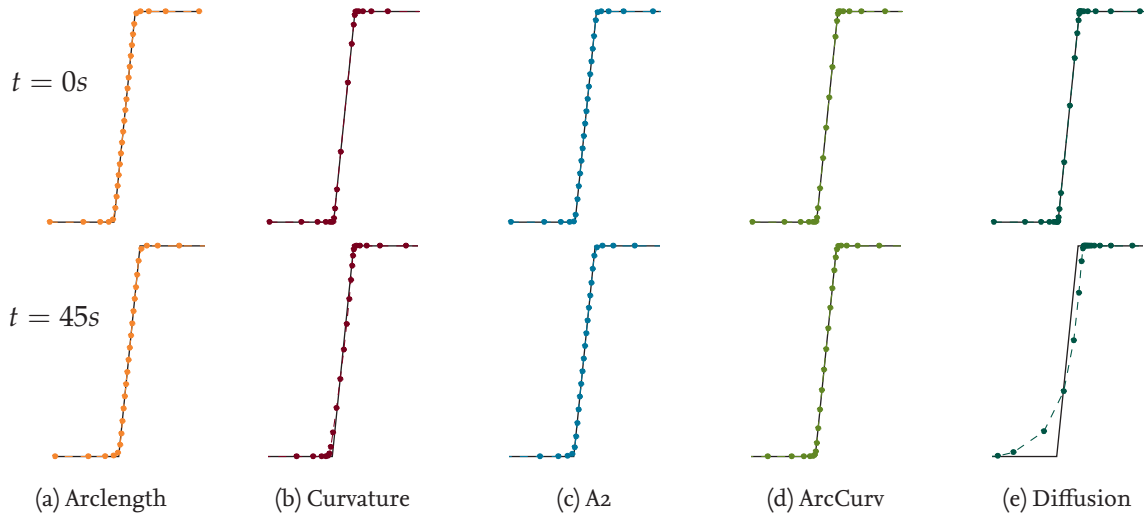 t = 0s
t = 45s
(a) Arclength
(b) Curvature
(c) A2
(d) ArcCurv
(e) Diffusion